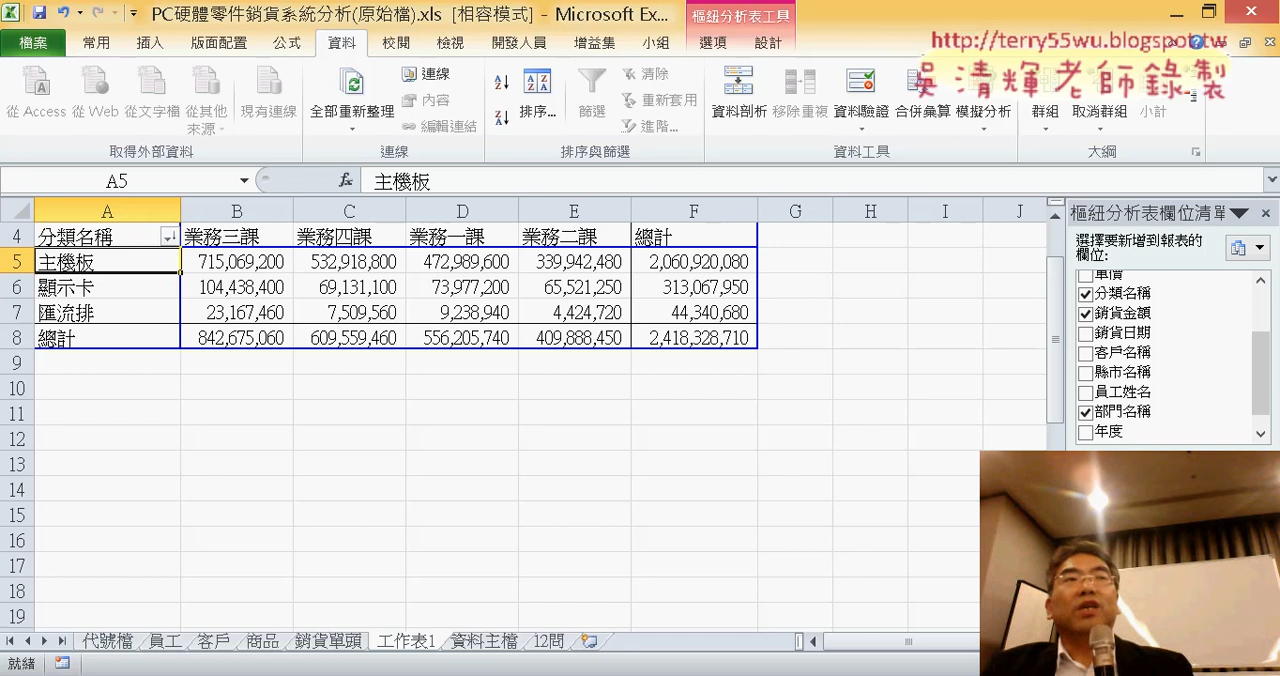 PC硬體零件銷貨系統分析(原始檔).xls [相容模式] - Microsoft Ex...
樞紐分析表工具
檔案 常用 插入 版面配置 公式 資料 校閱 檢視 開發人員 增益集 小組 選項 設計
http://terry55wu.blogspot.tw
吳清輝老師錄製
從 Access 從 Web 從文字檔 從其他來源 現有連線
取得外部資料
全部重新整理 連線 內容 編輯連結
連線
排序... 篩選 清除 重新套用 進階...
排序與篩選
資料剖析 移除重複 資料驗證 合併彙算 模擬分析
資料工具
群組 取消群組 小計
大綱
A5 fx 主機板
A B C D E F G H I J
4 分類名稱 業務三課 業務四課 業務一課 業務二課 總計
5 主機板 715,069,200 532,918,800 472,989,600 339,942,480 2,060,920,080
6 顯示卡 104,438,400 69,131,100 73,977,200 65,521,250 313,067,950
7 匯流排 23,167,460 7,509,560 9,238,940 4,424,720 44,340,680
8 總計 842,675,060 609,559,460 556,205,740 409,888,450 2,418,328,710
9
10
11
12
13
14
15
16
17
18
19
樞紐分析表欄位清單
選擇要新增到報表的欄位:
單價
分類名稱
銷貨金額
銷貨日期
客戶名稱
縣市名稱
員工姓名
部門名稱
年度
代號檔 員工 客戶 商品 銷貨單頭 工作表1 資料主檔 12問
就緒